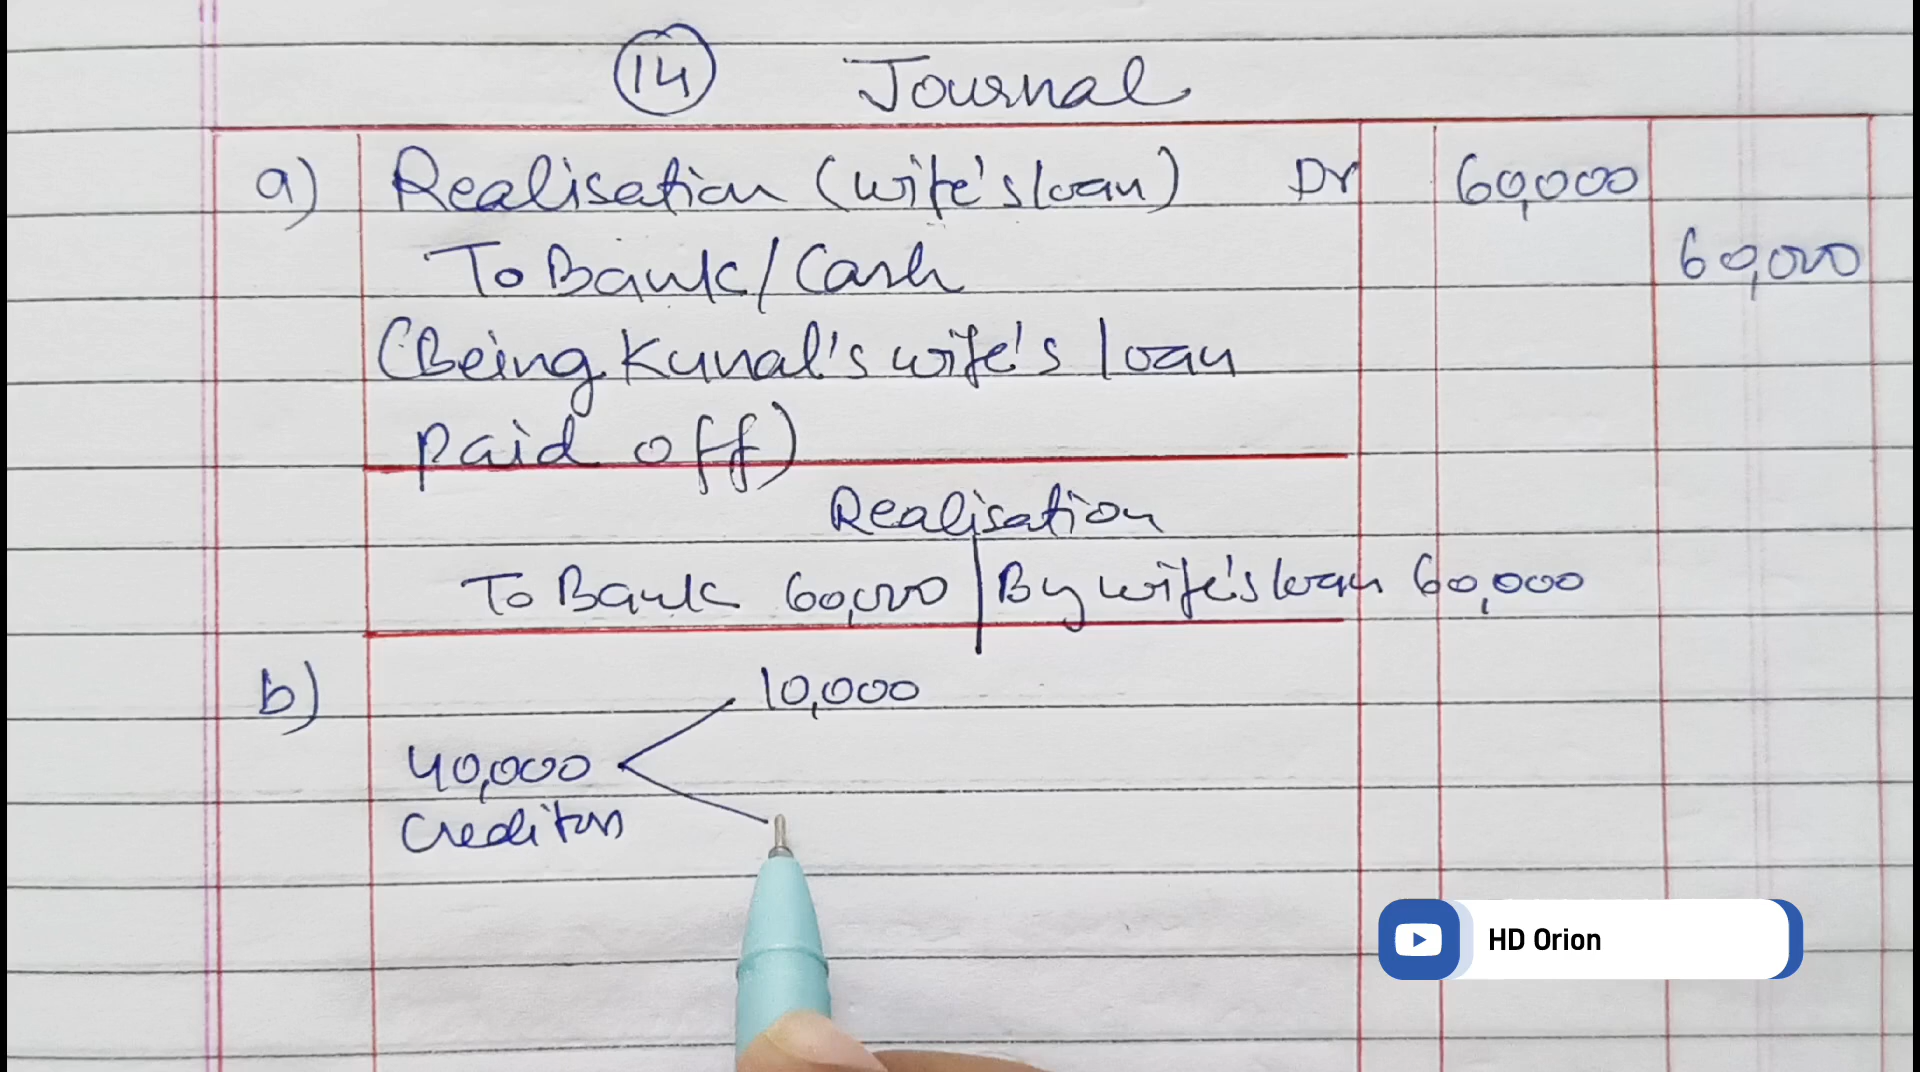 14 Journal
a) Realisation (wife's loan) Dr 60,000
To Bank/Cash 60,000
(Being Kunal's wife's loan
paid off)
Realisation
To Bank 60,000 By wife's loan 60,000
b) 10,000
40,000
Creditors
HD Orion